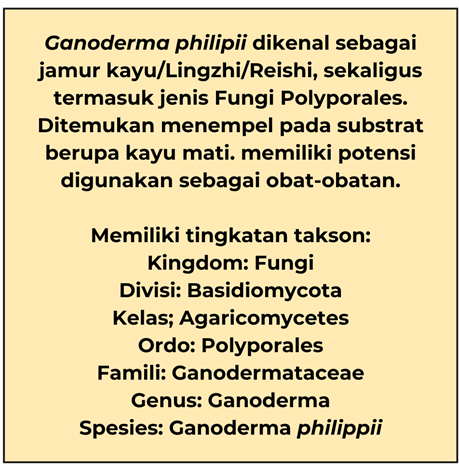 Ganoderma philipii dikenal sebagai
jamur kayu/Lingzhi/Reishi, sekaligus
termasuk jenis Fungi Polyporales.
Ditemukan menempel pada substrat
berupa kayu mati. memiliki potensi
digunakan sebagai obat-obatan.
Memiliki tingkatan takson:
Kingdom: Fungi
Divisi: Basidiomycota
Kelas; Agaricomycetes
Ordo: Polyporales
Famili: Ganodermataceae
Genus: Ganoderma
Spesies: Ganoderma philippii